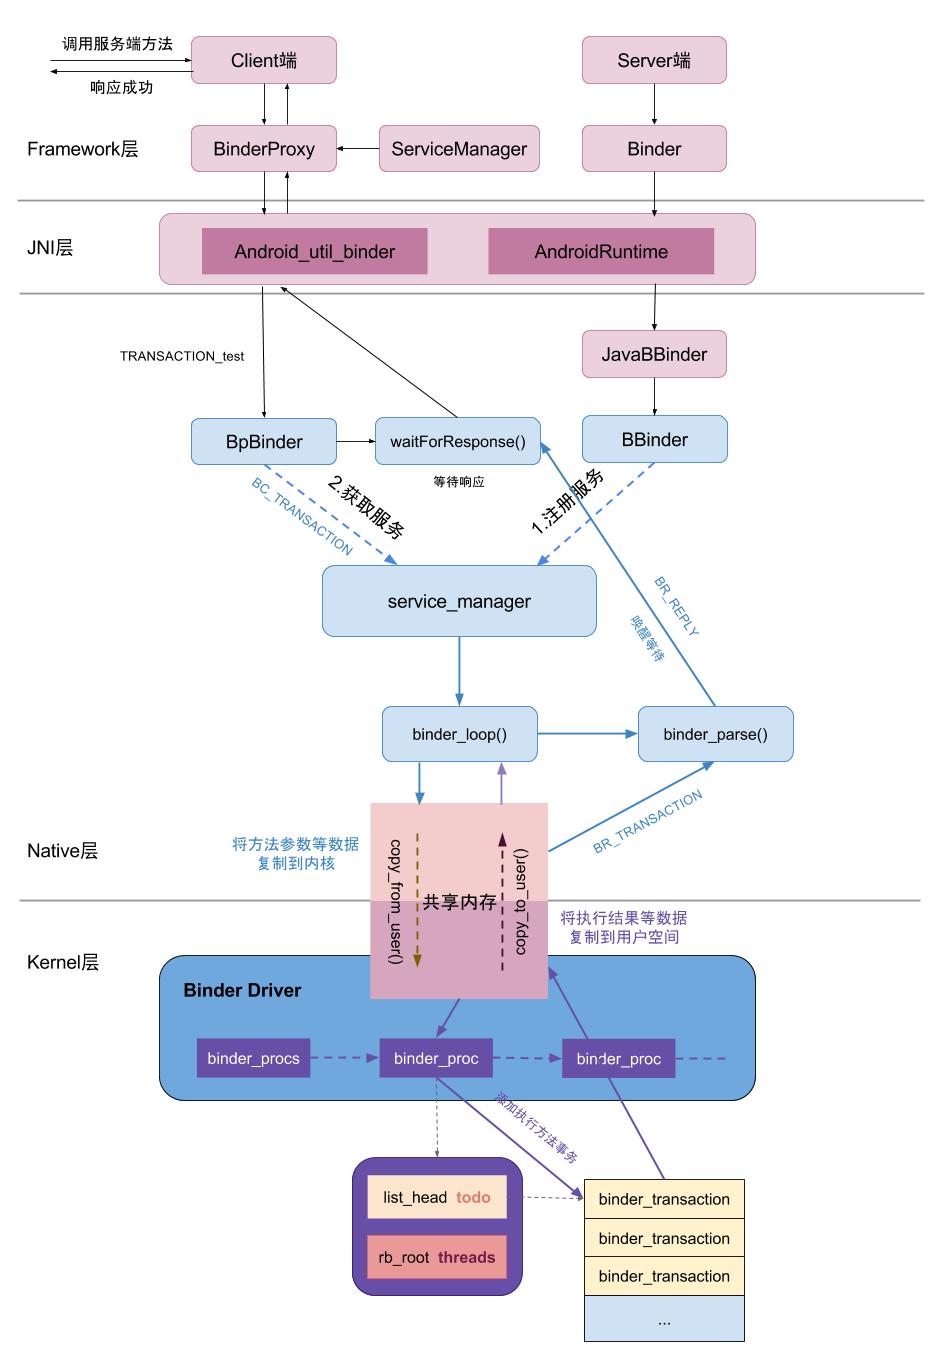 调用服务端方法
响应成功
Client端
Server端
Framework层
BinderProxy
ServiceManager
Binder
JNI层
Android_util_binder
AndroidRuntime
TRANSACTION_test
JavaBBinder
BpBinder
waitForResponse()
BBinder
等待响应
BC_TRANSACTION
2.获取服务
1.注册服务
service_manager
BR_REPLY
唤醒等待
binder_loop()
binder_parse()
BR_TRANSACTION
将方法参数等数据
复制到内核
Native层
copy_from_user()
共享内存
copy_to_user()
将执行结果等数据
复制到用户空间
Kernel层
Binder Driver
binder_procs
binder_proc
binder_proc
添加执行方法事务
list_head todo
rb_root threads
binder_transaction
binder_transaction
binder_transaction
...